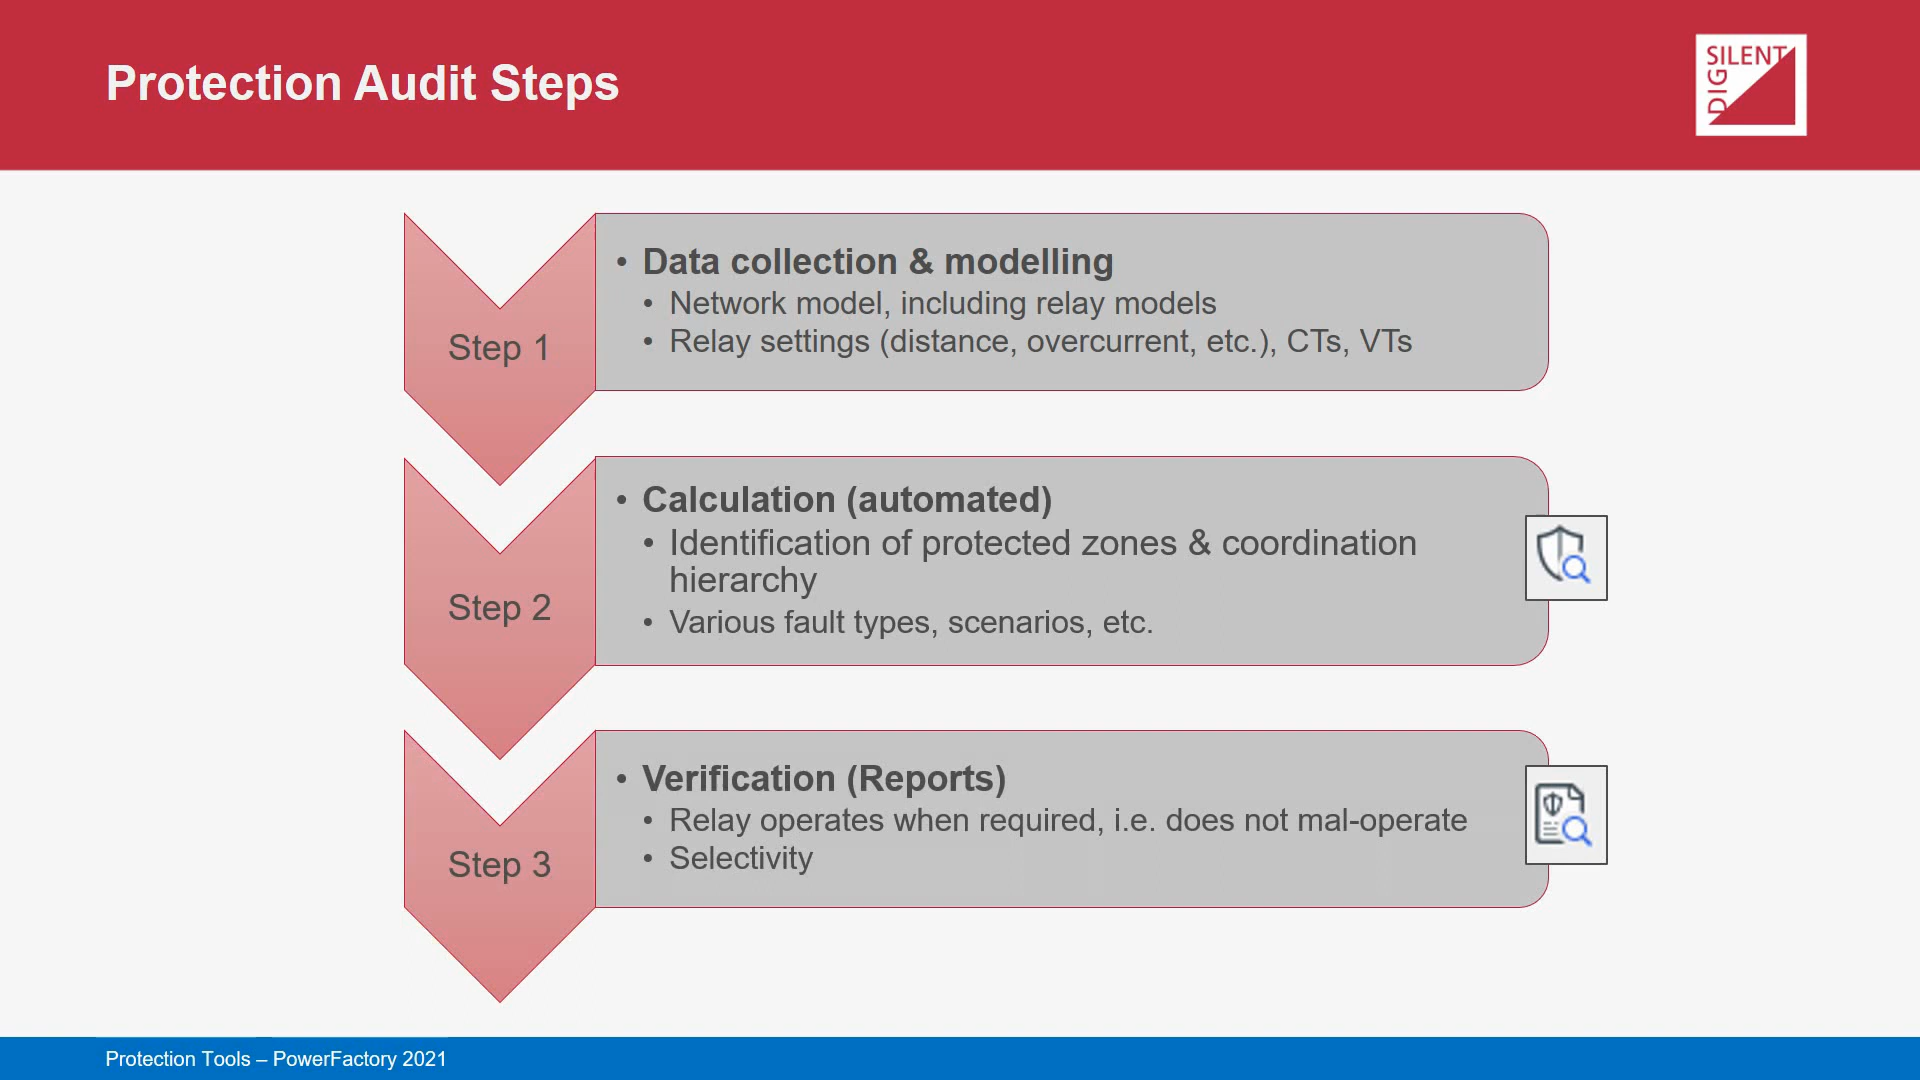 Protection Audit Steps
SILENT
DIG
Step 1
• Data collection & modelling
• Network model, including relay models
• Relay settings (distance, overcurrent, etc.), CTs, VTs
Step 2
• Calculation (automated)
• Identification of protected zones & coordination
hierarchy
• Various fault types, scenarios, etc.
Step 3
• Verification (Reports)
• Relay operates when required, i.e. does not mal-operate
• Selectivity
Protection Tools – PowerFactory 2021